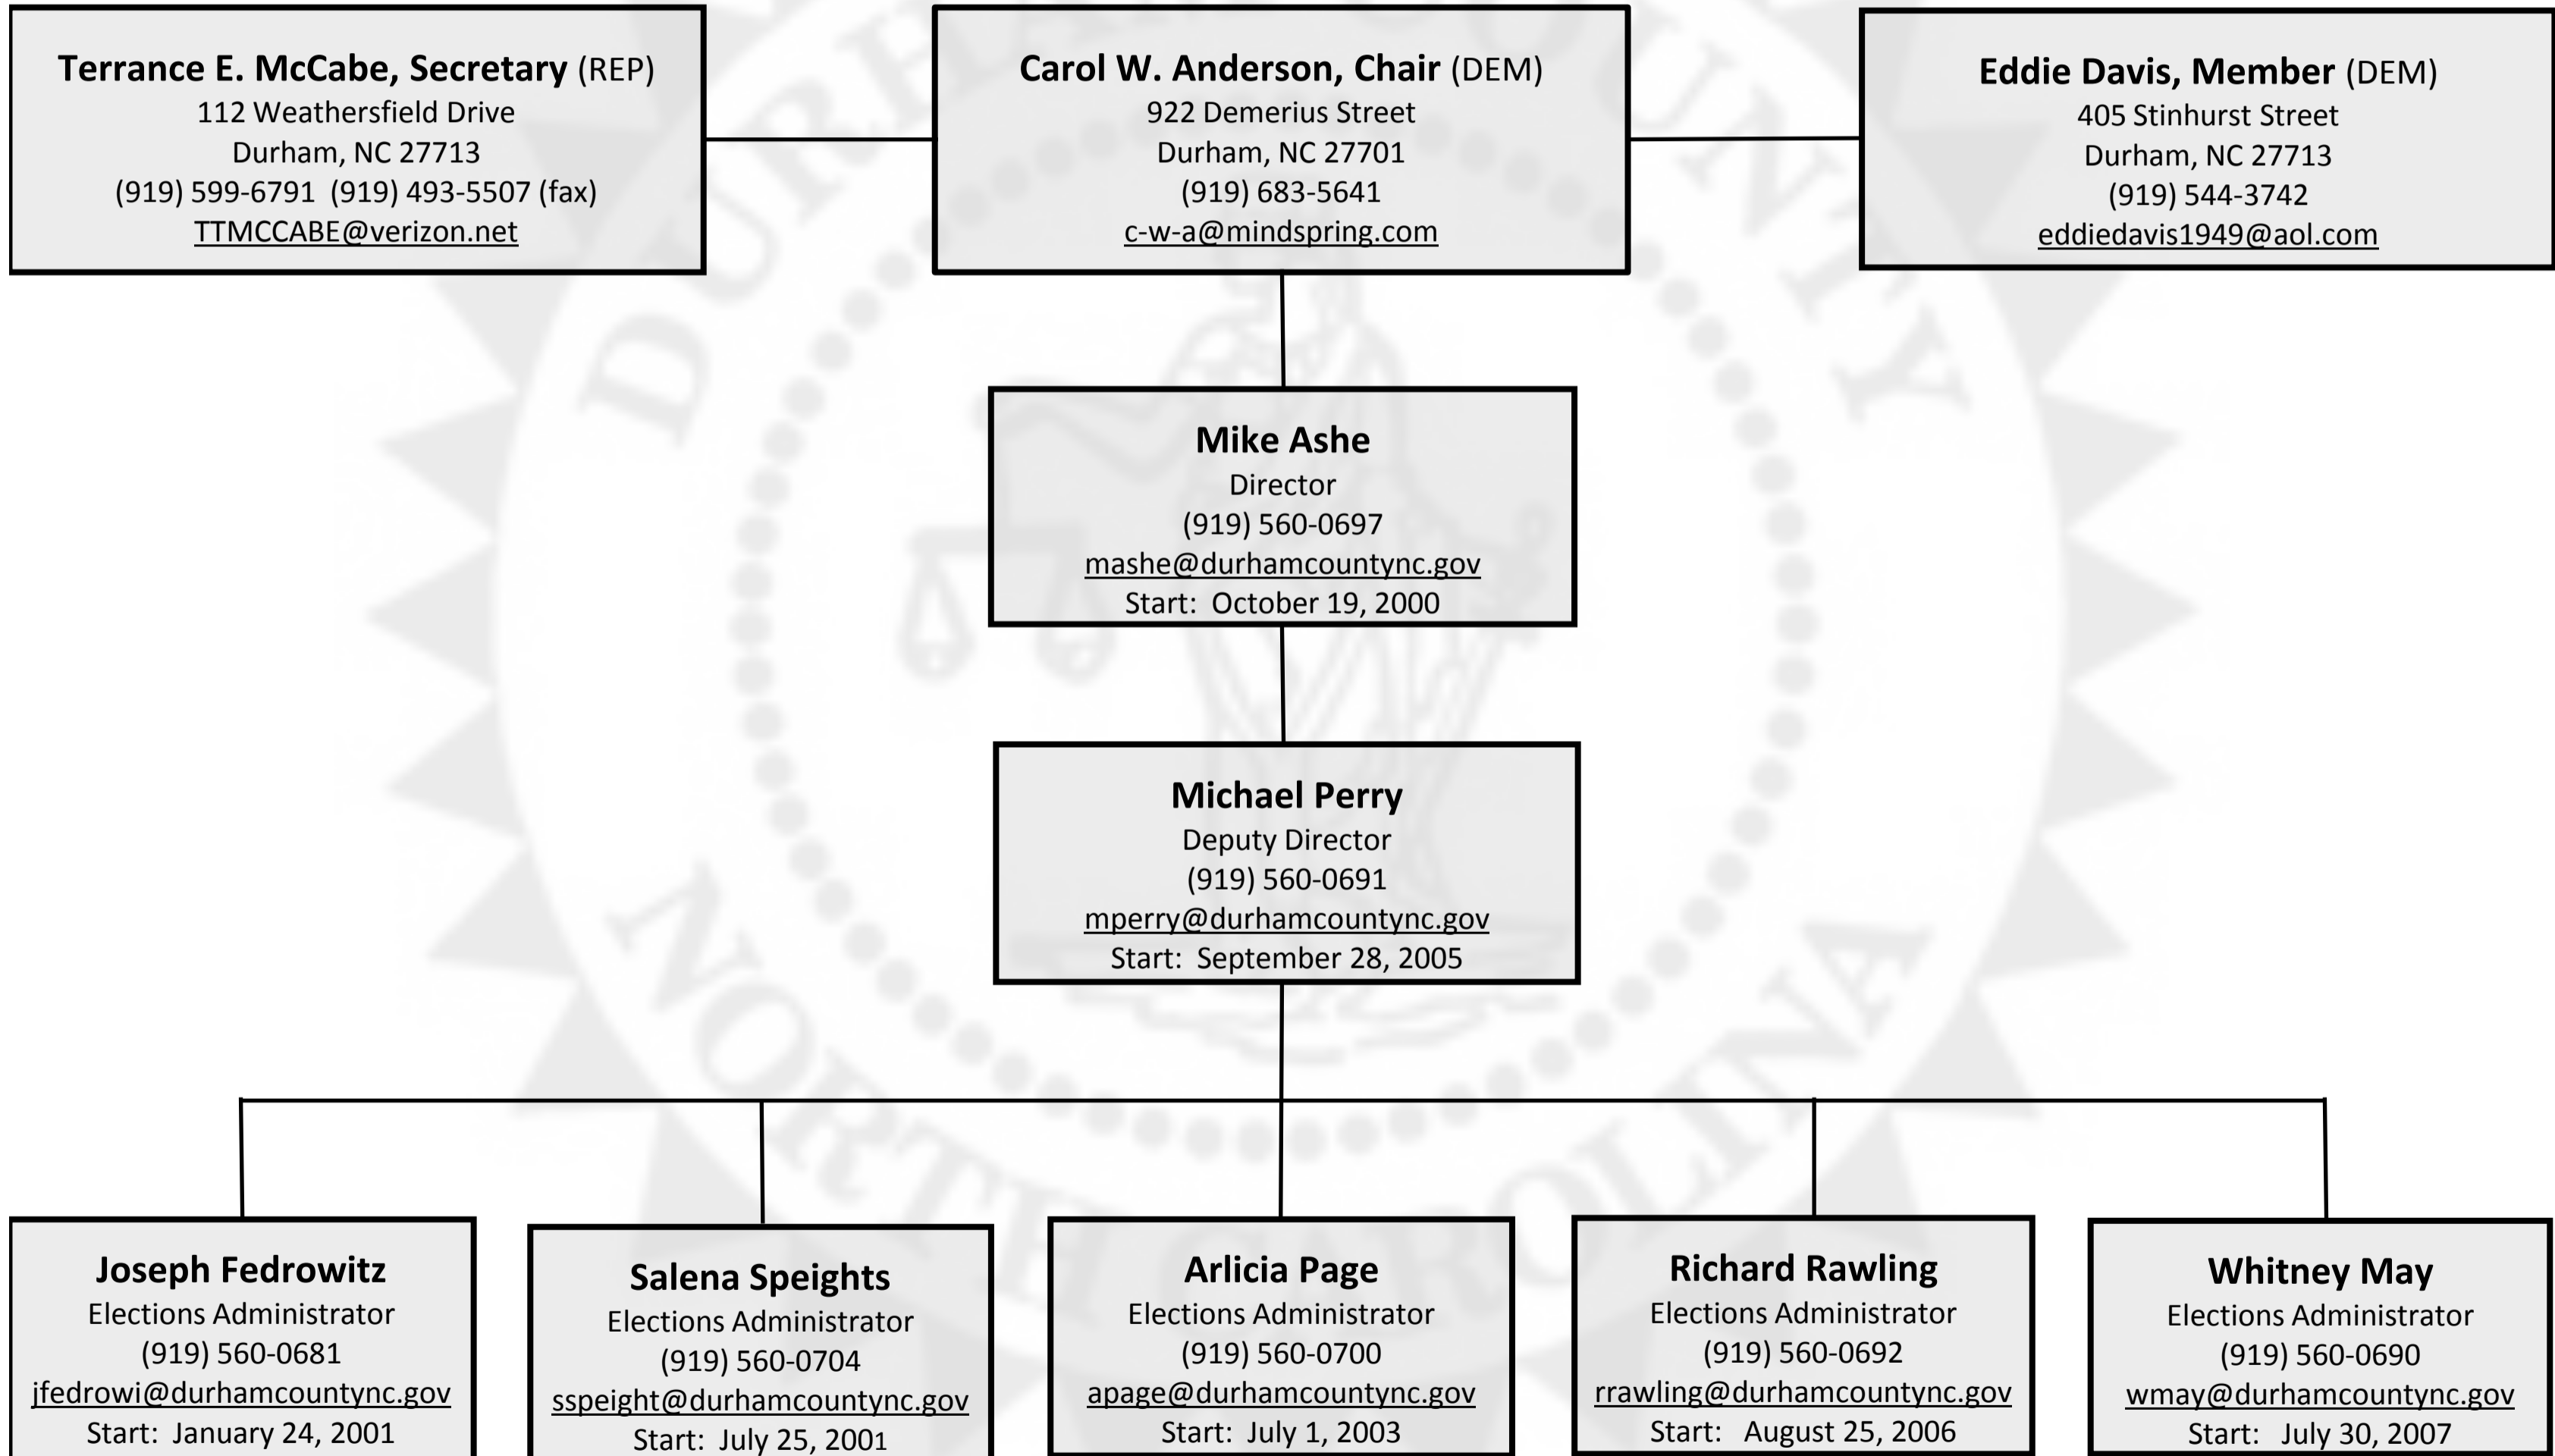 Terrance E. McCabe, Secretary (REP)
112 Weathersfield Drive
Durham, NC 27713
(919) 599-6791  (919) 493-5507 (fax)
TTMCCABE@verizon.net
Carol W. Anderson, Chair (DEM)
922 Demerius Street
Durham, NC 27701
(919) 683-5641
c-w-a@mindspring.com
Eddie Davis, Member (DEM)
405 Stinhurst Street
Durham, NC 27713
(919) 544-3742
eddiedavis1949@aol.com
Mike Ashe
Director
(919) 560-0697
mashe@durhamcountync.gov
Start:  October 19, 2000
Michael Perry
Deputy Director
(919) 560-0691
mperry@durhamcountync.gov
Start:  September 28, 2005
Joseph Fedrowitz
Elections Administrator
(919) 560-0681
jfedrowi@durhamcountync.gov
Start:  January 24, 2001
Salena Speights
Elections Administrator
(919) 560-0704
sspeight@durhamcountync.gov
Start:  July 25, 2001
Arlicia Page
Elections Administrator
(919) 560-0700
apage@durhamcountync.gov
Start:  July 1, 2003
Richard Rawling
Elections Administrator
(919) 560-0692
rrawling@durhamcountync.gov
Start:   August 25, 2006
Whitney May
Elections Administrator
(919) 560-0690
wmay@durhamcountync.gov
Start:  July 30, 2007
DURHAM COUNTY
NORTH CAROLINA